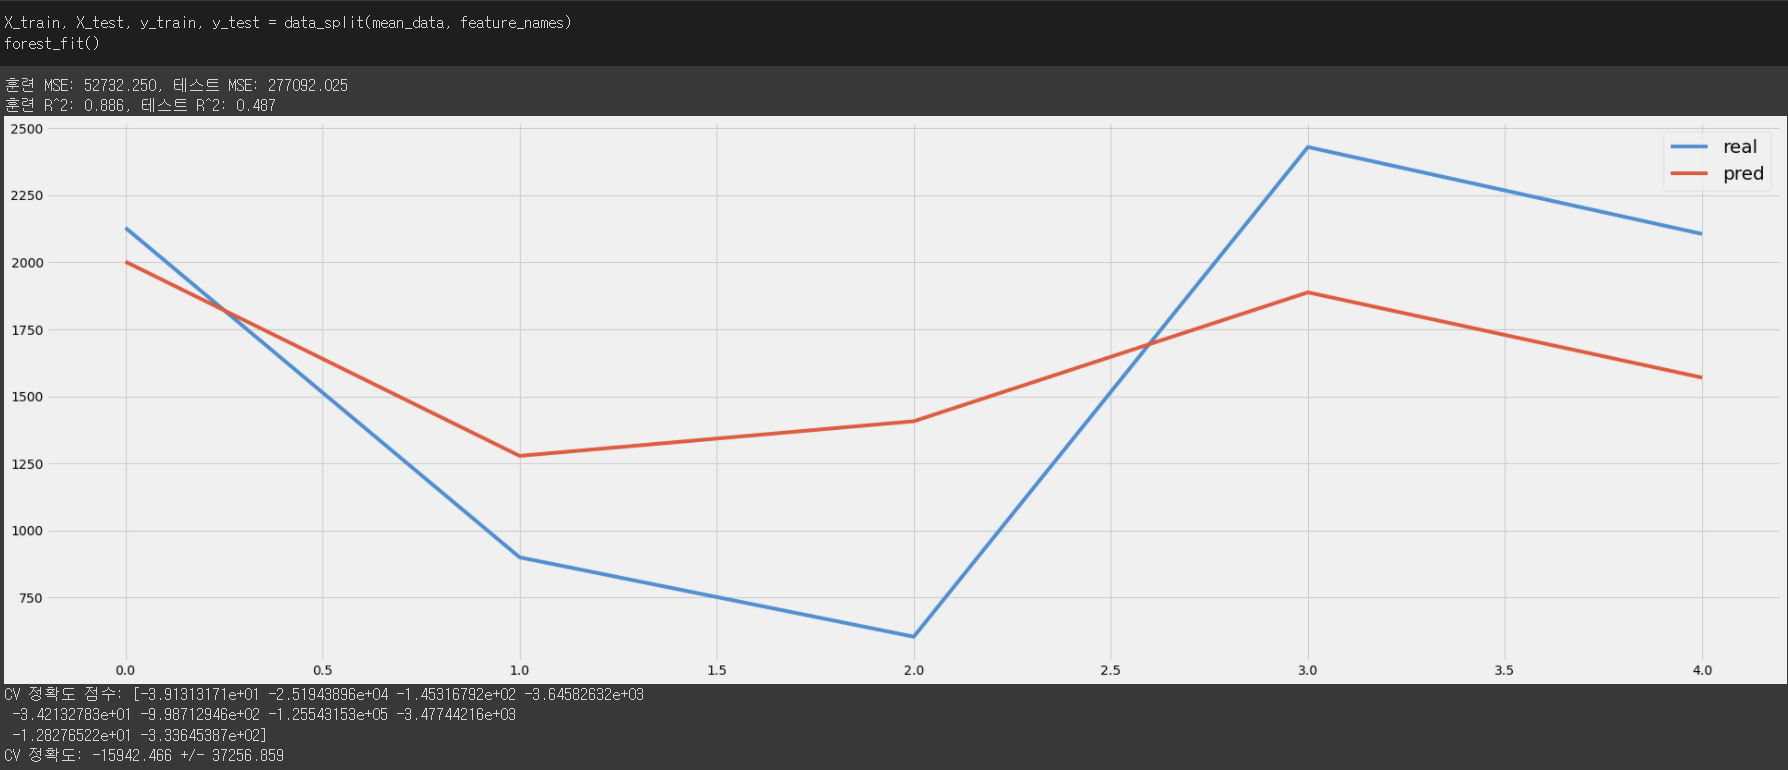 X_train, X_test, y_train, y_test = data_split(mean_data, feature_names)
forest_fit()
훈련 MSE: 52732.250, 테스트 MSE: 277092.025
훈련 R^2: 0.886, 테스트 R^2: 0.487
2500
2250
2000
1750
1500
1250
1000
750
real
pred
0.0 0.5 1.0 1.5 2.0 2.5 3.0 3.5 4.0
CV 정확도 점수: [-3.91313171e+01 -2.51943896e+04 -1.45316792e+02 -3.64582632e+03
-3.42132783e+01 -9.98712946e+02 -1.25543153e+05 -3.47744216e+03
-1.28276522e+01 -3.33645387e+02]
CV 정확도: -15942.466 +/- 37256.859